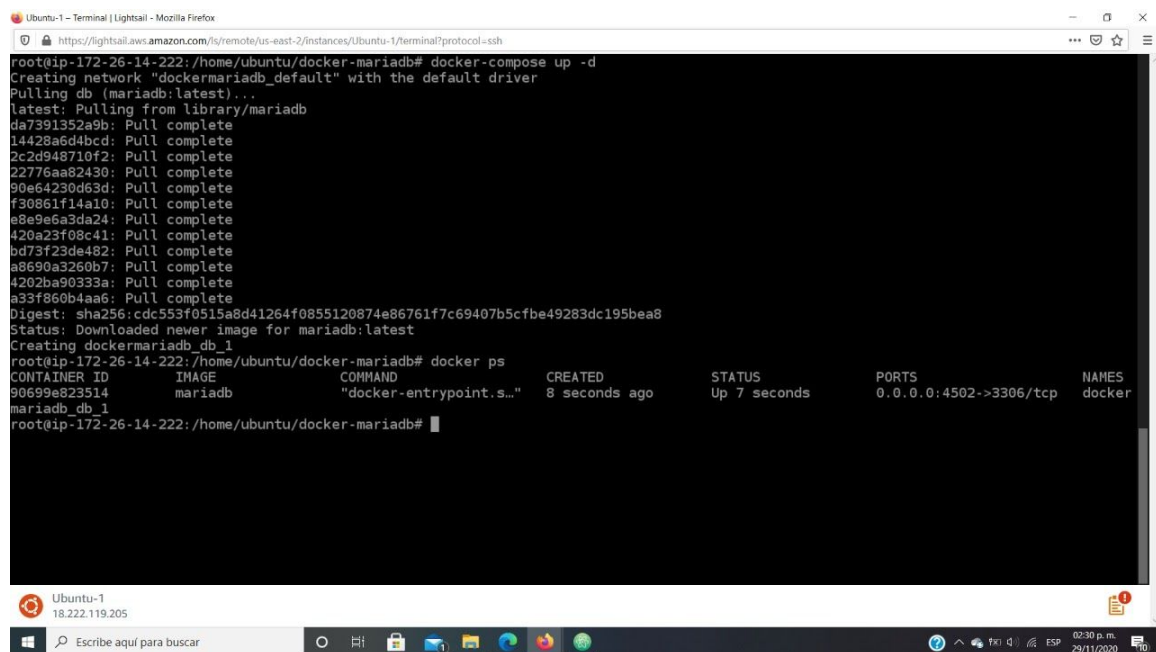 Ubuntu-1 – Terminal | Lightsail - Mozilla Firefox
https://lightsail.aws.amazon.com/ls/remote/us-east-2/instances/Ubuntu-1/terminal?protocol=ssh
root@ip-172-26-14-222:/home/ubuntu/docker-mariadb# docker-compose up -d
Creating network "dockermariadb_default" with the default driver
Pulling db (mariadb:latest)...
latest: Pulling from library/mariadb
da7391352a9b: Pull complete
14428a6d4bcd: Pull complete
2c2d948710f2: Pull complete
22776aa82430: Pull complete
90e64230d63d: Pull complete
f30861f14a10: Pull complete
e8e9e6a3da24: Pull complete
420a23f08c41: Pull complete
bd73f23de482: Pull complete
a8690a3260b7: Pull complete
4202ba90333a: Pull complete
a33f860b4aa6: Pull complete
Digest: sha256:cdc553f0515a8d41264f0855120874e86761f7c69407b5cfbe49283dc195bea8
Status: Downloaded newer image for mariadb:latest
Creating dockermariadb_db_1
root@ip-172-26-14-222:/home/ubuntu/docker-mariadb# docker ps
CONTAINER ID IMAGE COMMAND CREATED STATUS PORTS NAMES
90699e823514 mariadb "docker-entrypoint.s…" 8 seconds ago Up 7 seconds 0.0.0.0:4502->3306/tcp docker
mariadb_db_1
root@ip-172-26-14-222:/home/ubuntu/docker-mariadb#
Ubuntu-1
18.222.119.205
Escribe aquí para buscar
ESP
02:30 p. m.
29/11/2020
10